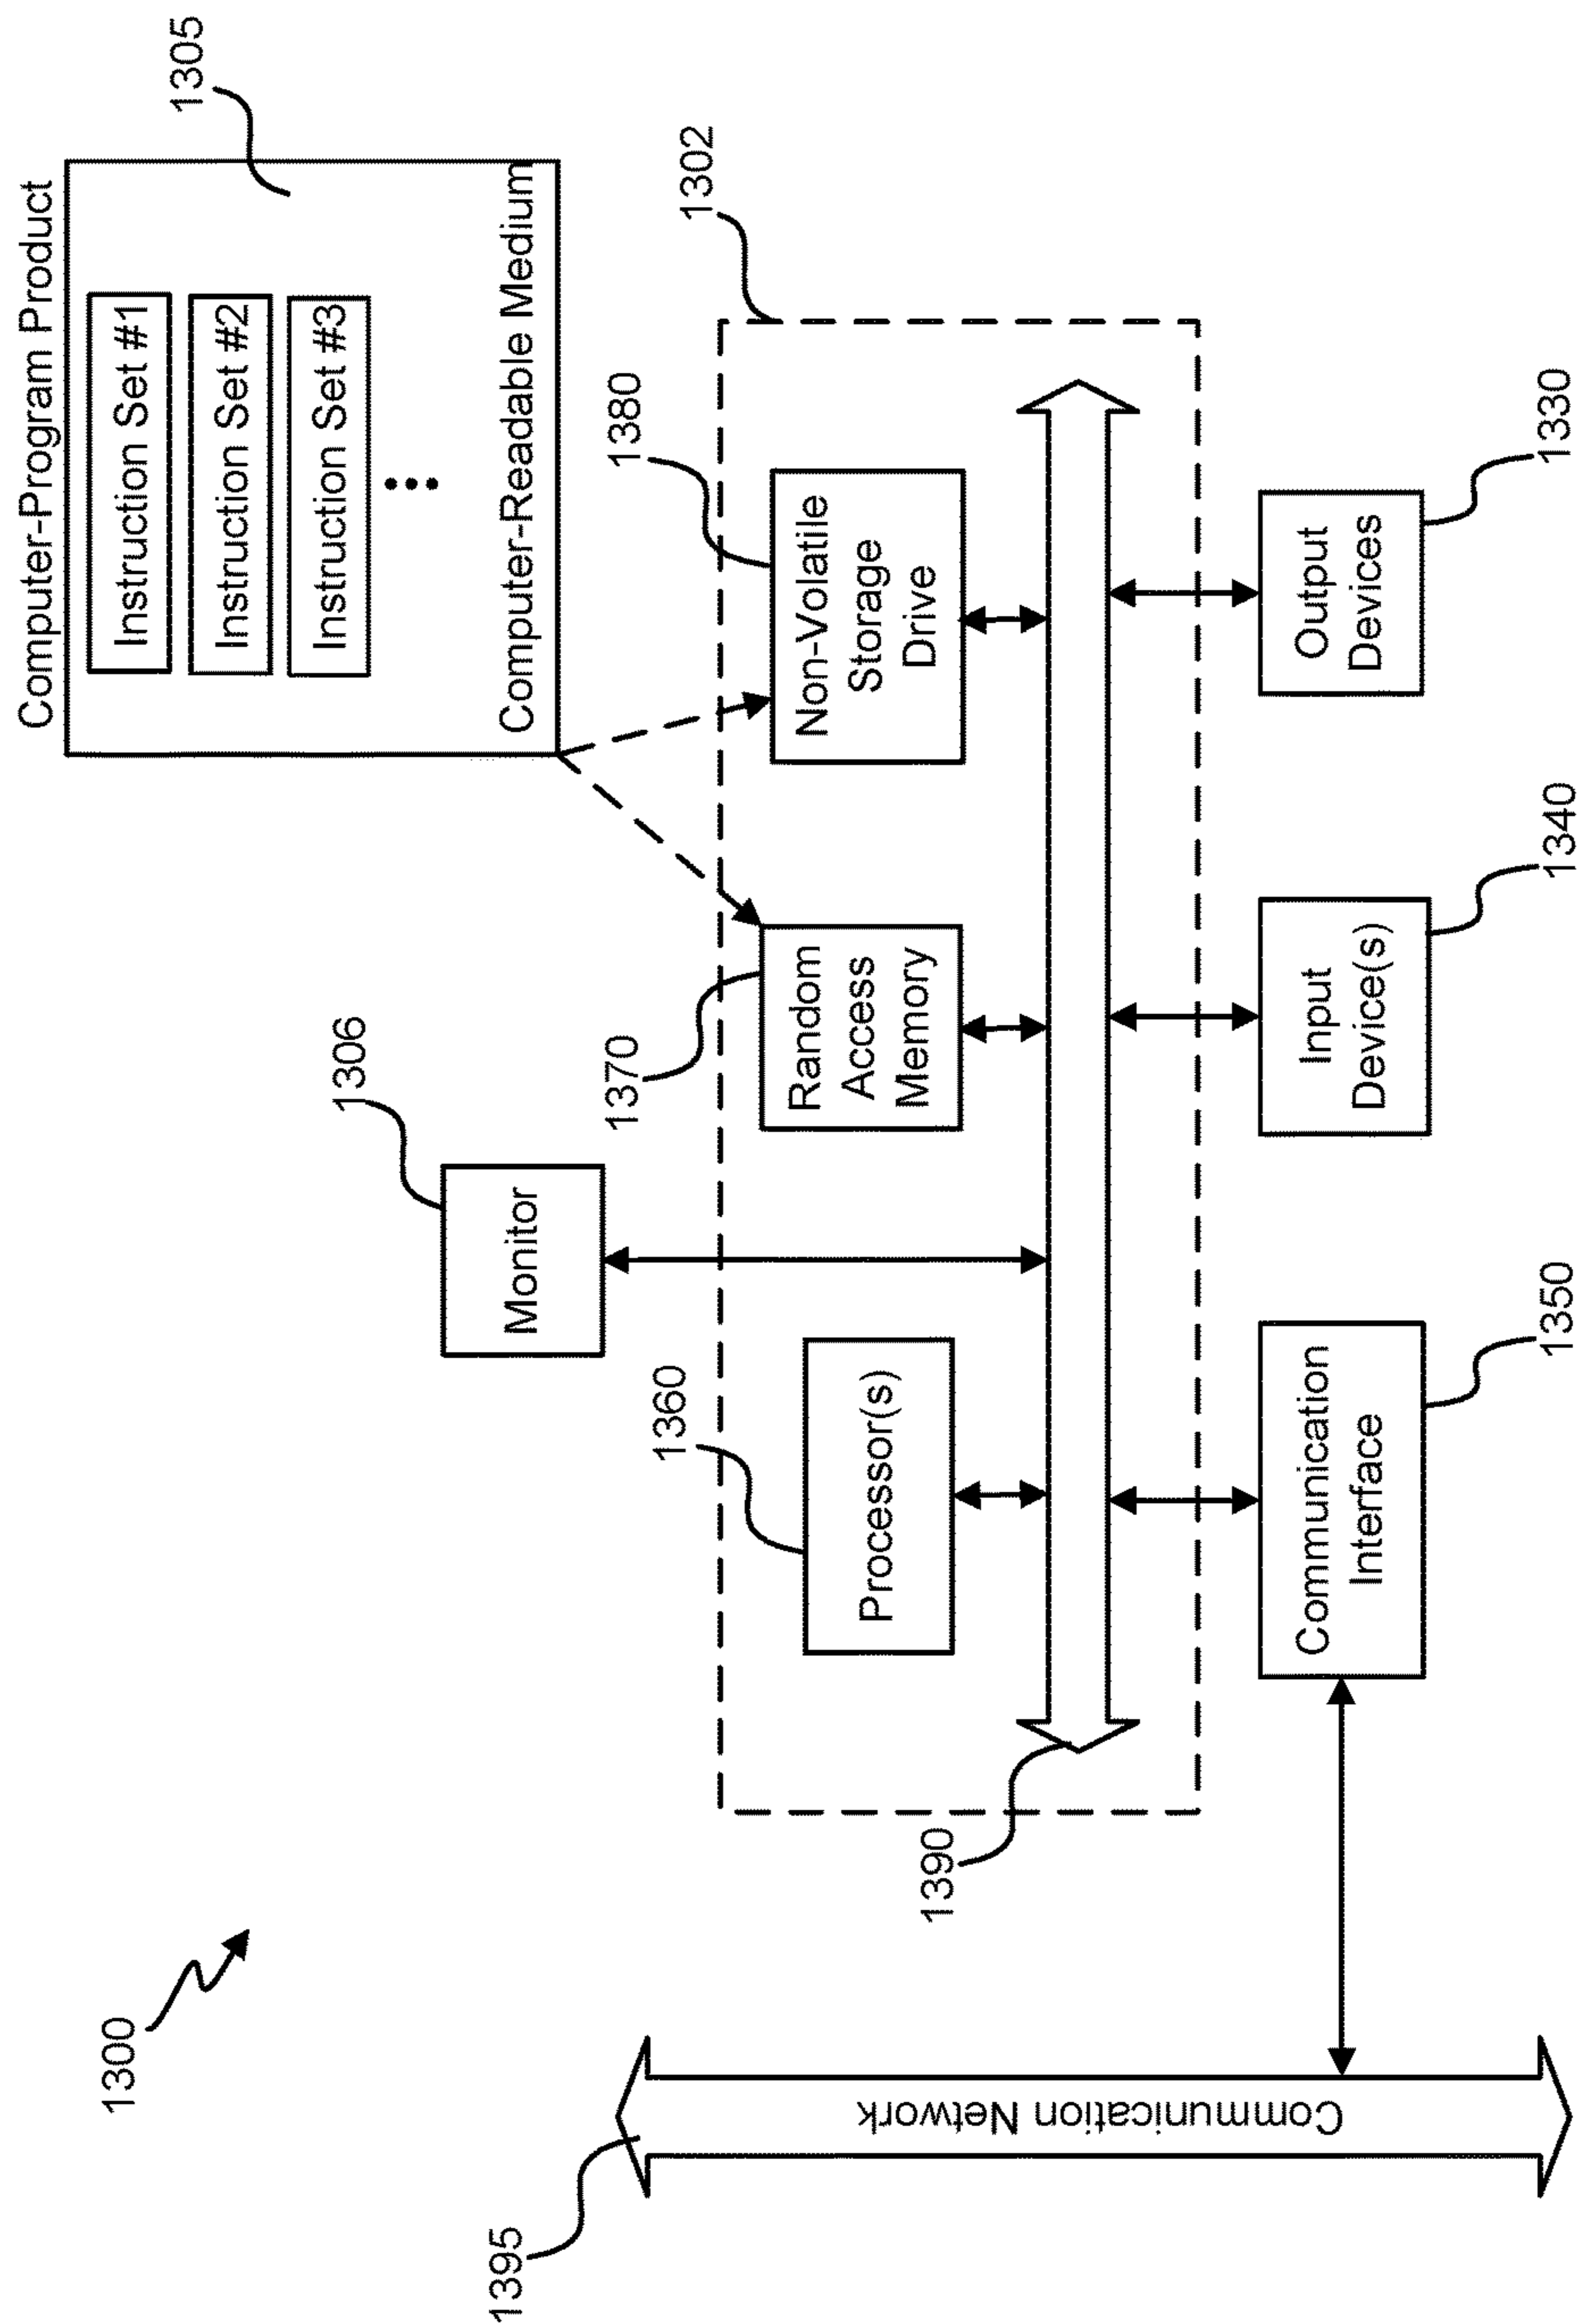 1300
Computer-Program Product
Instruction Set #1
Instruction Set #2
Instruction Set #3
Computer-Readable Medium
1305
1306
Monitor
1302
1360
Processor(s)
1370
Random
Access
Memory
1380
Non-Volatile
Storage
Drive
1390
1395
Communication Network
Communication
Interface
1350
Input
Device(s)
1340
Output
Devices
1330